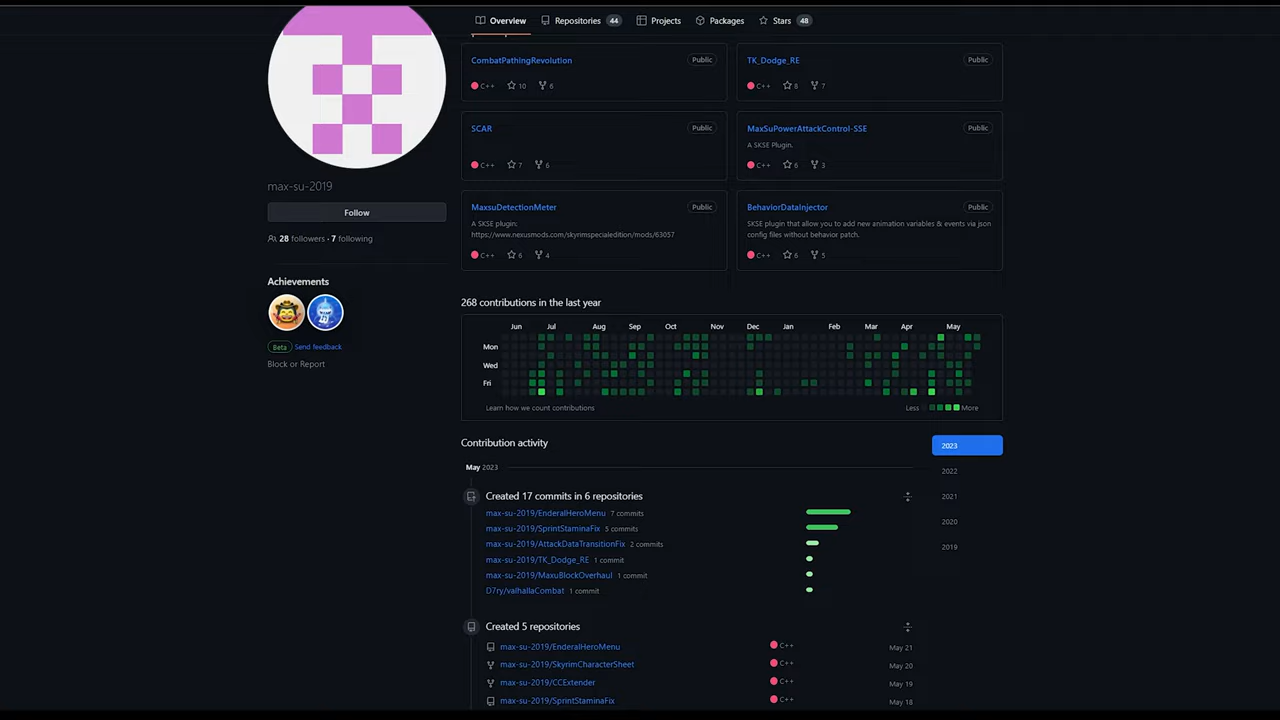 Overview Repositories 44 Projects Packages Stars 48
CombatPathingRevolution Public
C++ 10 6
TK_Dodge_RE Public
C++ 8 7
SCAR Public
C++ 7 6
MaxSuPowerAttackControl-SSE Public
A SKSE Plugin.
C++ 6 3
MaxsuDetectionMeter Public
A SKSE plugin:
https://www.nexusmods.com/skyrimspecialedition/mods/63057
C++ 6 4
BehaviorDataInjector Public
SKSE plugin that allow you to add new animation variables & events via json
config files without behavior patch.
C++ 6 5
max-su-2019
Follow
28 followers · 7 following
Achievements
Beta Send feedback
Block or Report
268 contributions in the last year
Jun Jul Aug Sep Oct Nov Dec Jan Feb Mar Apr May
Mon
Wed
Fri
Learn how we count contributions
Less More
Contribution activity
2023
2022
2021
2020
2019
May 2023
Created 17 commits in 6 repositories
max-su-2019/EnderalHeroMenu 7 commits
max-su-2019/SprintStaminaFix 5 commits
max-su-2019/AttackDataTransitionFix 2 commits
max-su-2019/TK_Dodge_RE 1 commit
max-su-2019/MaxuBlockOverhaul 1 commit
D7ry/valhallaCombat 1 commit
Created 5 repositories
max-su-2019/EnderalHeroMenu C++ May 21
max-su-2019/SkyrimCharacterSheet C++ May 20
max-su-2019/CCExtender C++ May 19
max-su-2019/SprintStaminaFix C++ May 18